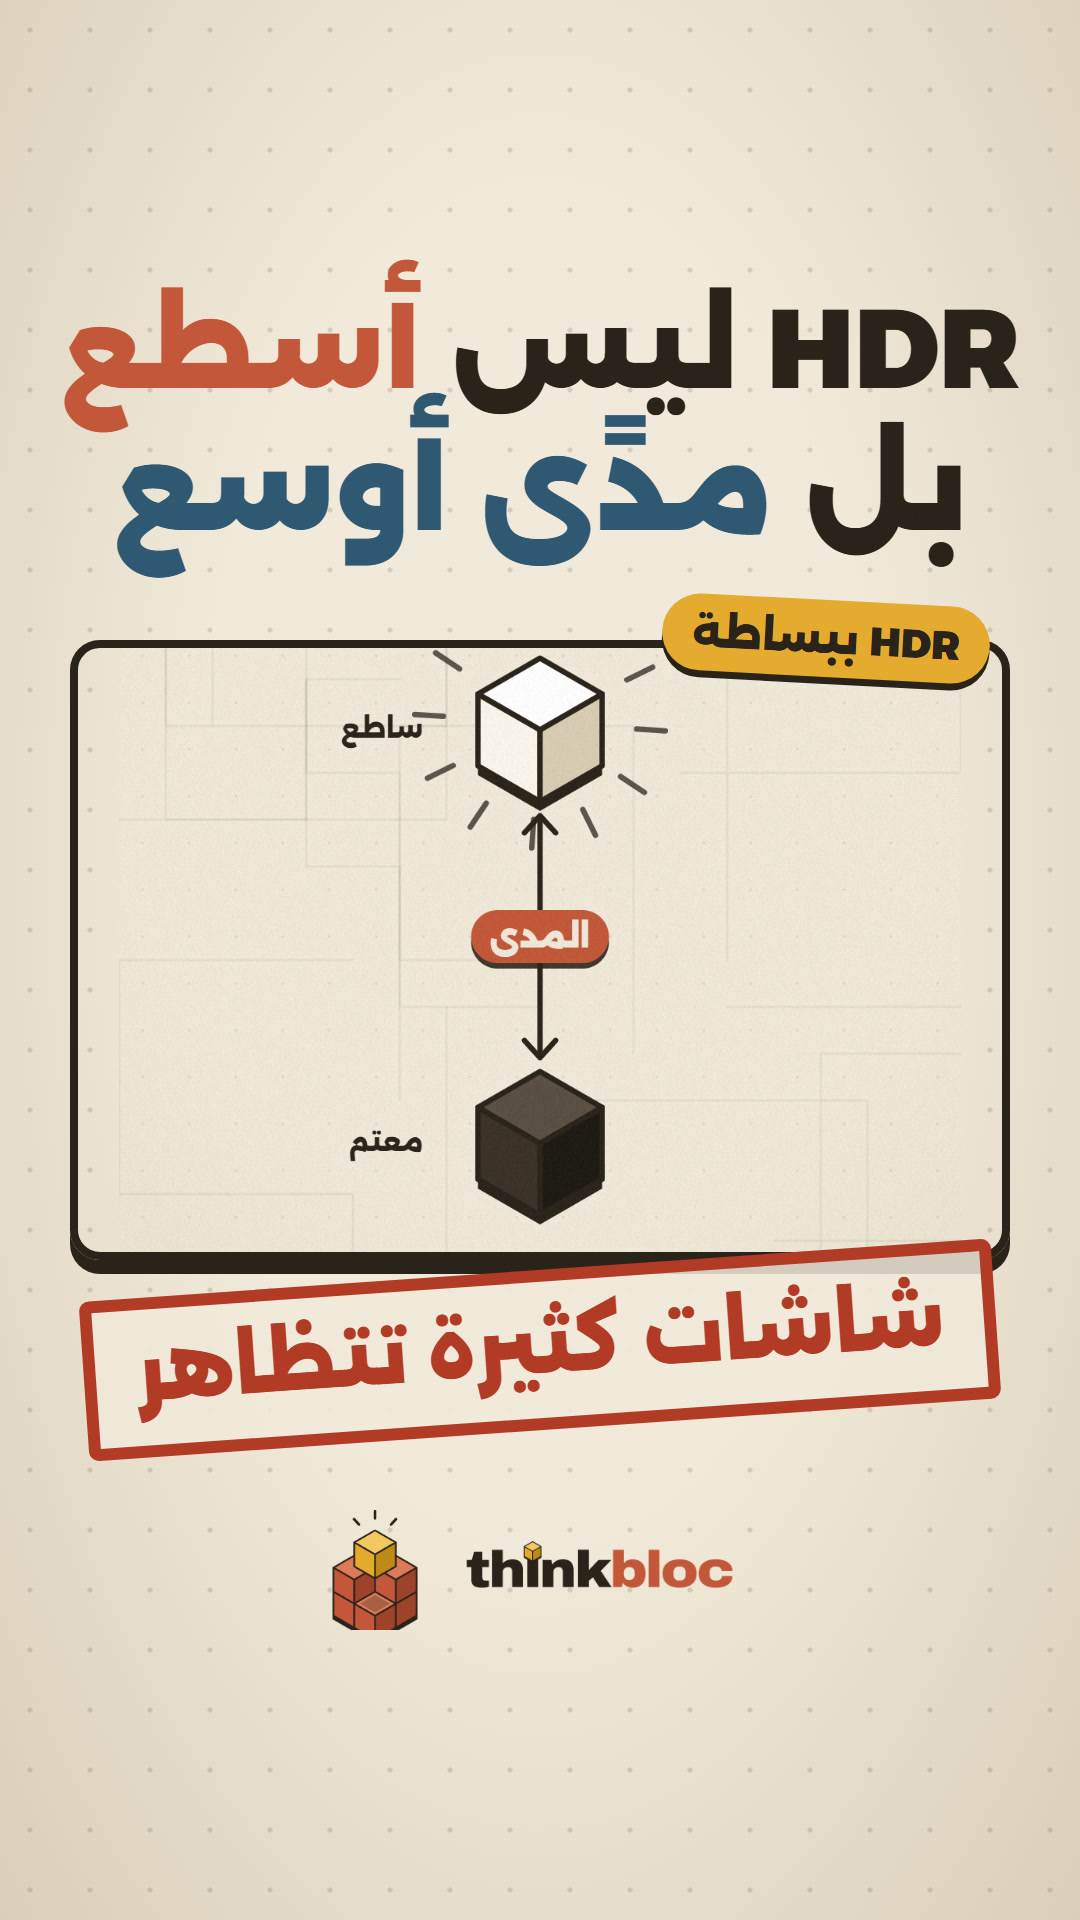 HDR ليس أسطع
بل مدًى أوسع
HDR ببساطة
ساطع
المدى
معتم
شاشات كثيرة تتظاهر
thinkbloc